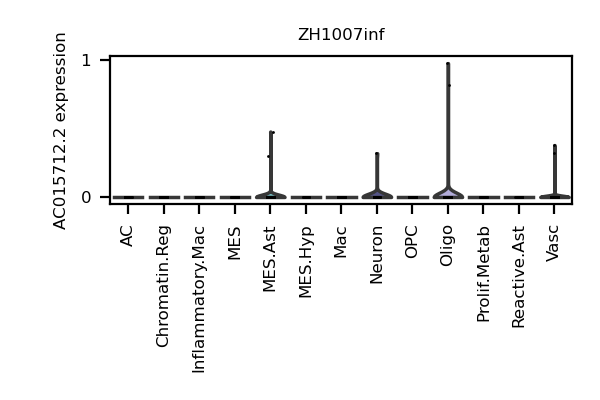 ZH1007inf
AC015712.2 expression
1
0
AC
Chromatin.Reg
Inflammatory.Mac
MES
MES.Ast
MES.Hyp
Mac
Neuron
OPC
Oligo
Prolif.Metab
Reactive.Ast
Vasc